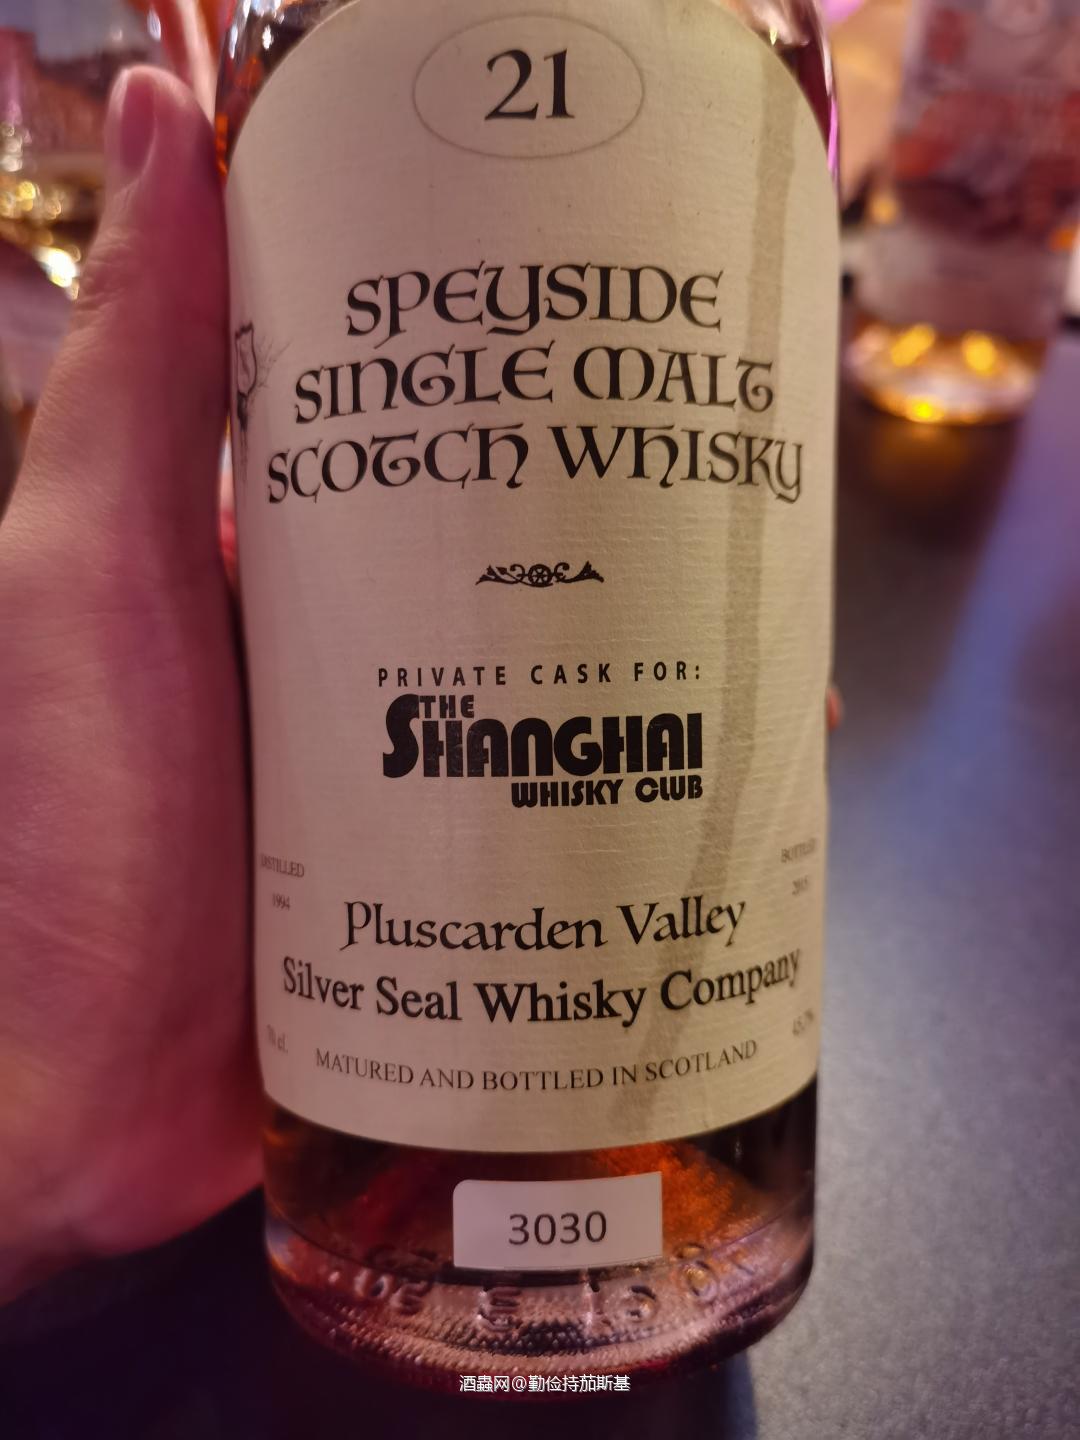 21
SPEYSIDE
SINGLE MALT
SCOTCH WHISKY
PRIVATE CASK FOR:
THE
SHANGHAI
WHISKY CLUB
DISTILLED
BOTTLED
1994
Pluscarden Valley
Silver Seal Whisky Company
70 cl.
MATURED AND BOTTLED IN SCOTLAND
3030
酒蟲网@勤俭持茄斯基